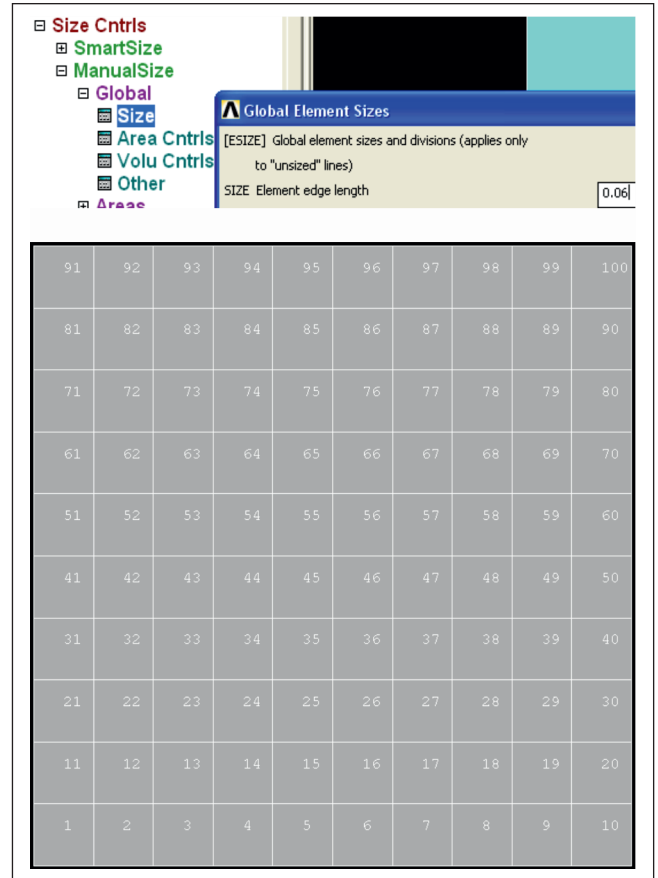 Size Cntrls
SmartSize
ManualSize
Global
Size
Area Cntrls
Volu Cntrls
Other
Areas
Global Element Sizes
[ESIZE] Global element sizes and divisions (applies only
to "unsized" lines)
SIZE Element edge length
0.06
91 92 93 94 95 96 97 98 99 100
81 82 83 84 85 86 87 88 89 90
71 72 73 74 75 76 77 78 79 80
61 62 63 64 65 66 67 68 69 70
51 52 53 54 55 56 57 58 59 60
41 42 43 44 45 46 47 48 49 50
31 32 33 34 35 36 37 38 39 40
21 22 23 24 25 26 27 28 29 30
11 12 13 14 15 16 17 18 19 20
1 2 3 4 5 6 7 8 9 10